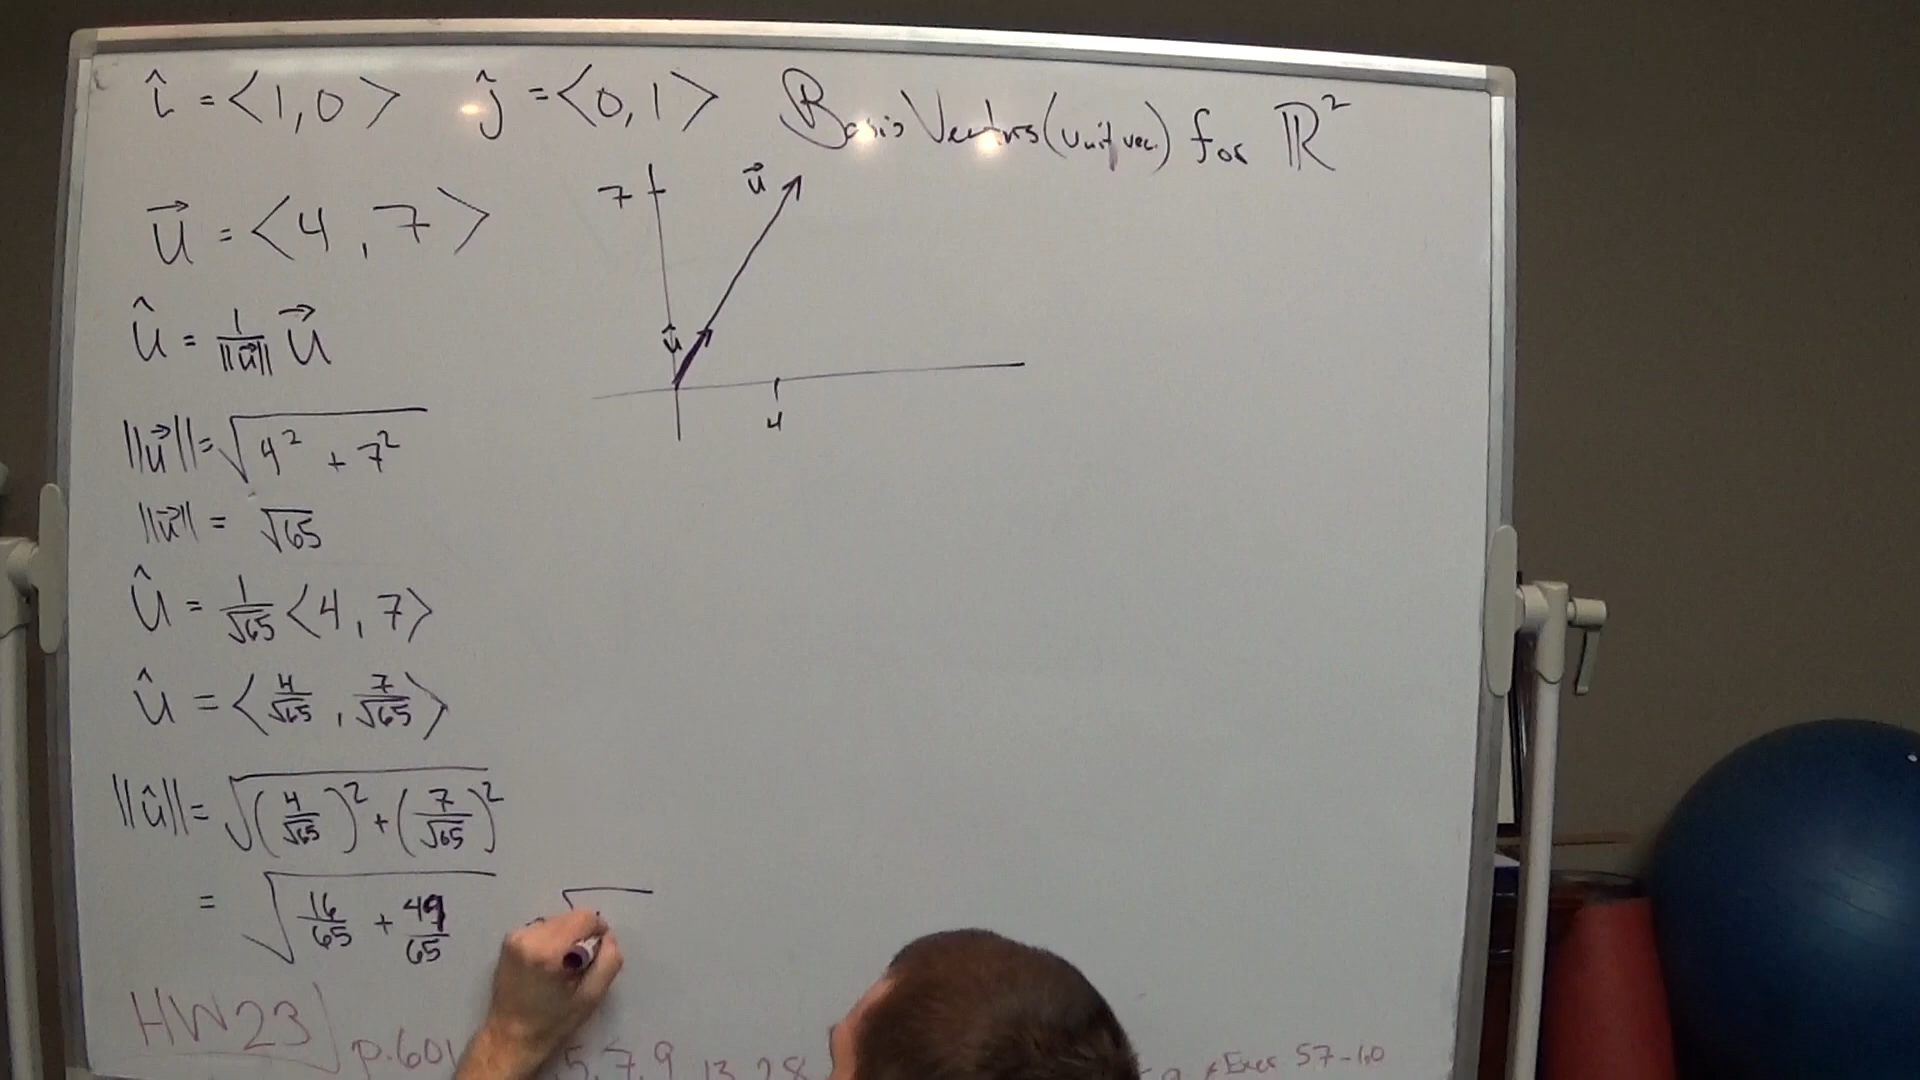 î = <1,0> ĵ = <0,1> Basis Vectors (unit vec.) for ℝ²
7 u⃗
u⃗ = <4, 7>
û = 1/||u⃗|| u⃗
û
4
||u⃗|| = √(4² + 7²)
||u⃗|| = √65
û = 1/√65 <4, 7>
û = <4/√65, 7/√65>
||û|| = √((4/√65)² + (7/√65)²)
= √(16/65 + 49/65)
HW23 p.601 5, 7, 9, 13, 28 Exer 57-60